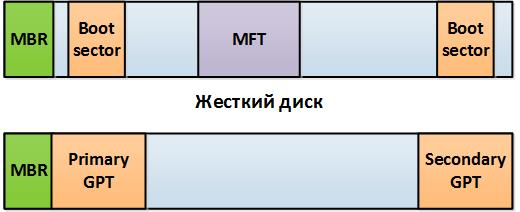 MBR Boot sector MFT Boot sector
Жесткий диск
MBR Primary GPT Secondary GPT